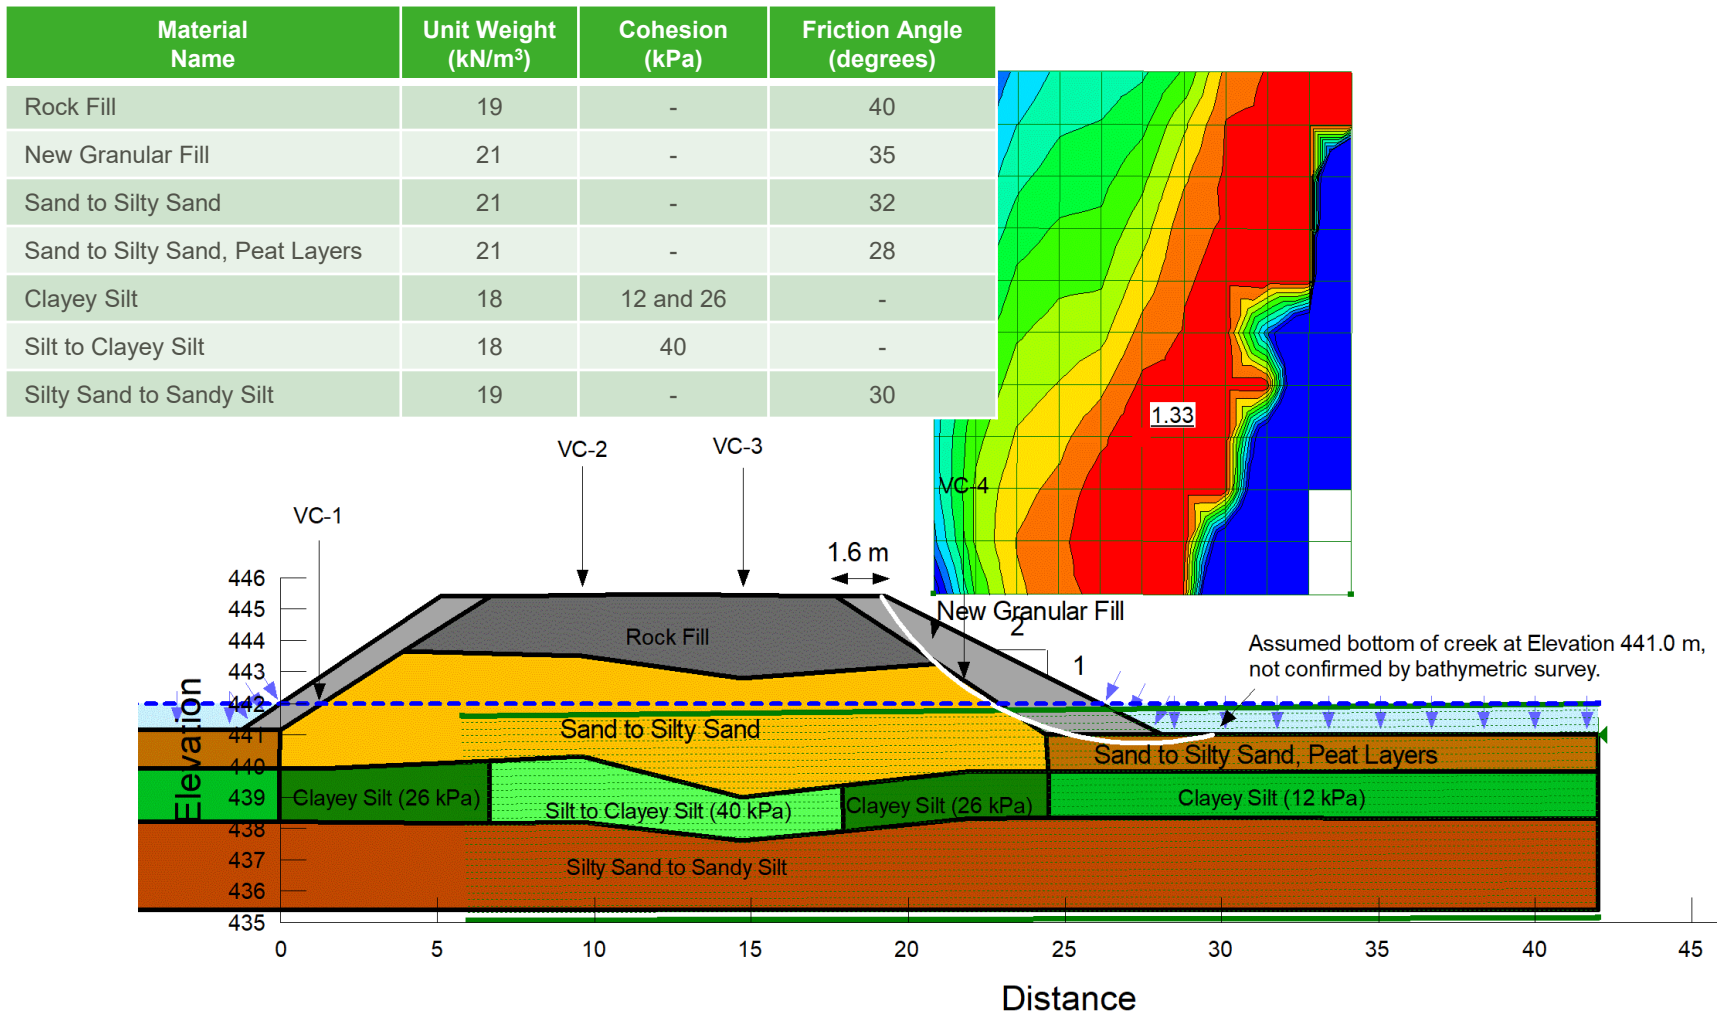 Material Name	Unit Weight (kN/m³)	Cohesion (kPa)	Friction Angle (degrees)
Rock Fill	19	-	40
New Granular Fill	21	-	35
Sand to Silty Sand	21	-	32
Sand to Silty Sand, Peat Layers	21	-	28
Clayey Silt	18	12 and 26	-
Silt to Clayey Silt	18	40	-
Silty Sand to Sandy Silt	19	-	30
1.33
VC-1
VC-2
VC-3
VC-4
1.6 m
New Granular Fill
2
1
Rock Fill
Assumed bottom of creek at Elevation 441.0 m,
not confirmed by bathymetric survey.
Sand to Silty Sand
Sand to Silty Sand, Peat Layers
Clayey Silt (26 kPa)
Silt to Clayey Silt (40 kPa)
Clayey Silt (26 kPa)
Clayey Silt (12 kPa)
Silty Sand to Sandy Silt
Elevation
446
445
444
443
442
441
440
439
438
437
436
435
0 5 10 15 20 25 30 35 40 45
Distance